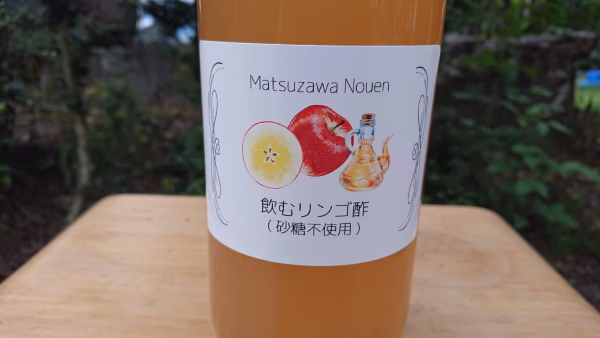 Matsuzawa Nouen
飲むリンゴ酢
(砂糖不使用)